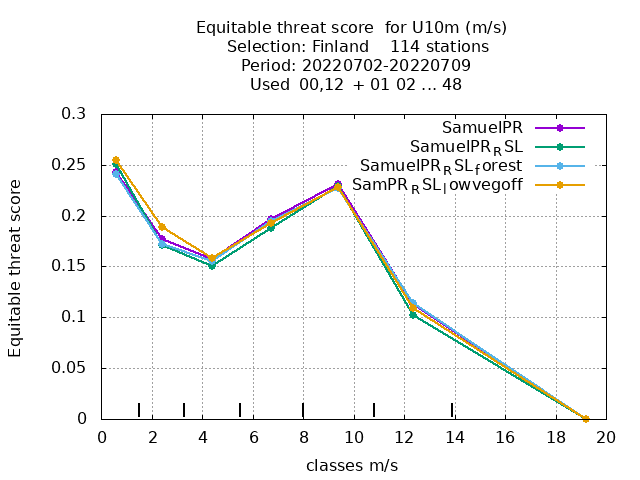 Equitable threat score  for U10m (m/s)
Selection: Finland    114 stations
Period: 20220702-20220709
Used  00,12  + 01 02 ... 48
Equitable threat score
0.3
0.25
0.2
0.15
0.1
0.05
0
SamuelPR
SamuelPR_RSL
SamuelPR_RSL_forest
SamPR_RSL_lowvegoff
0 2 4 6 8 10 12 14 16 18 20
classes m/s